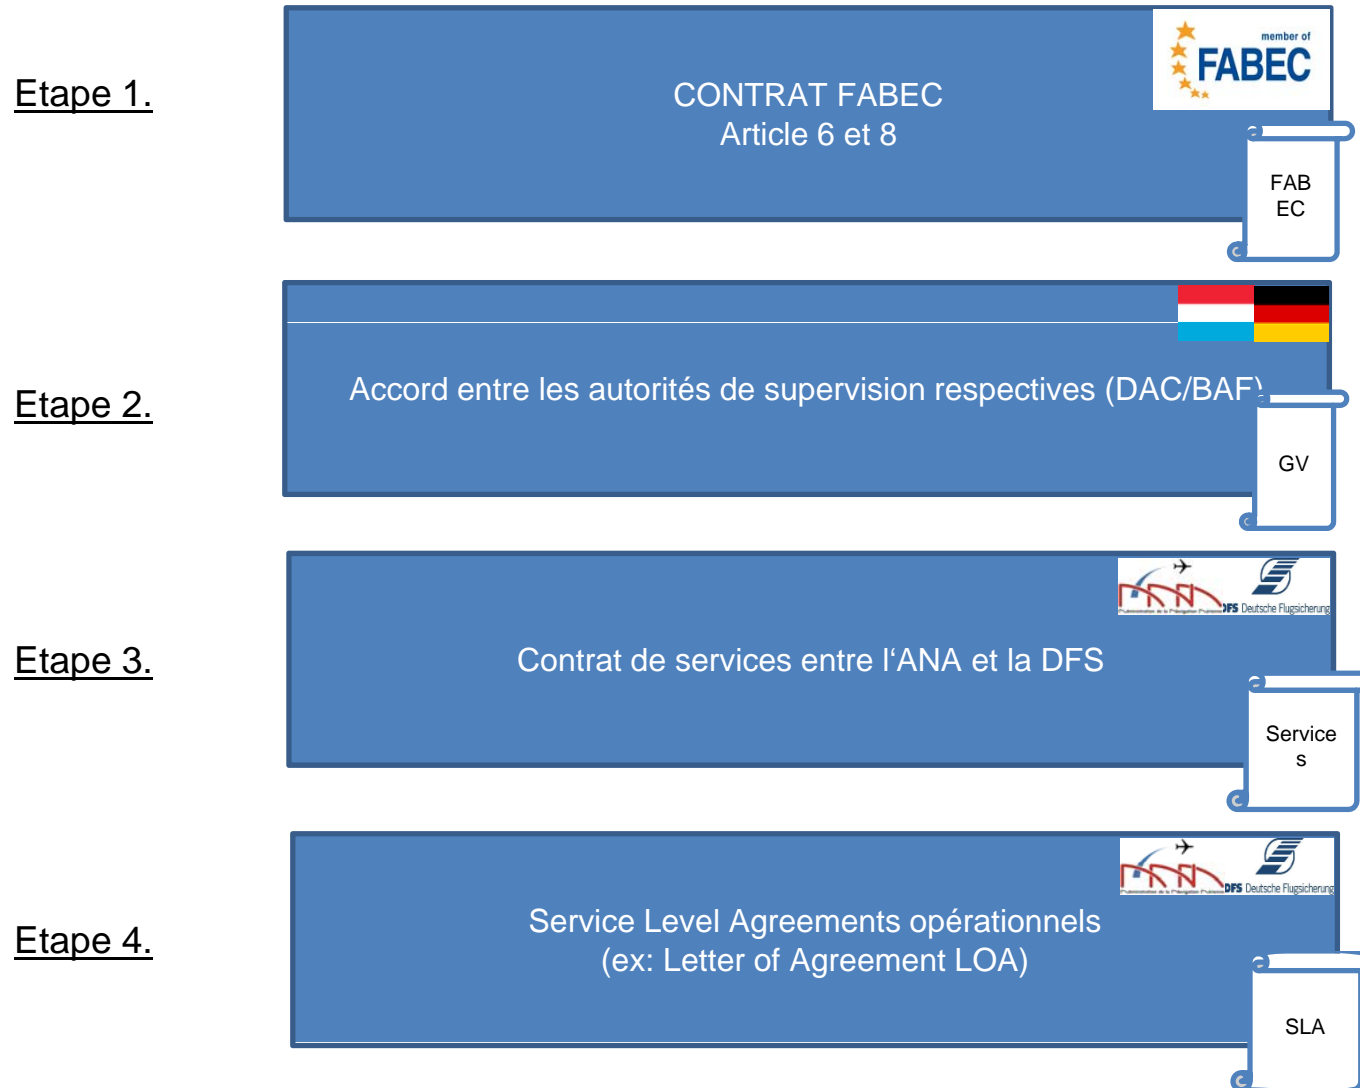 Etape 1.
CONTRAT FABEC
Article 6 et 8
member of
FABEC
FAB
EC
Etape 2.
Accord entre les autorités de supervision respectives (DAC/BAF)
GV
Etape 3.
Contrat de services entre l‘ANA et la DFS
DFS Deutsche Flugsicherung
Service
s
Etape 4.
Service Level Agreements opérationnels
(ex: Letter of Agreement LOA)
DFS Deutsche Flugsicherung
SLA